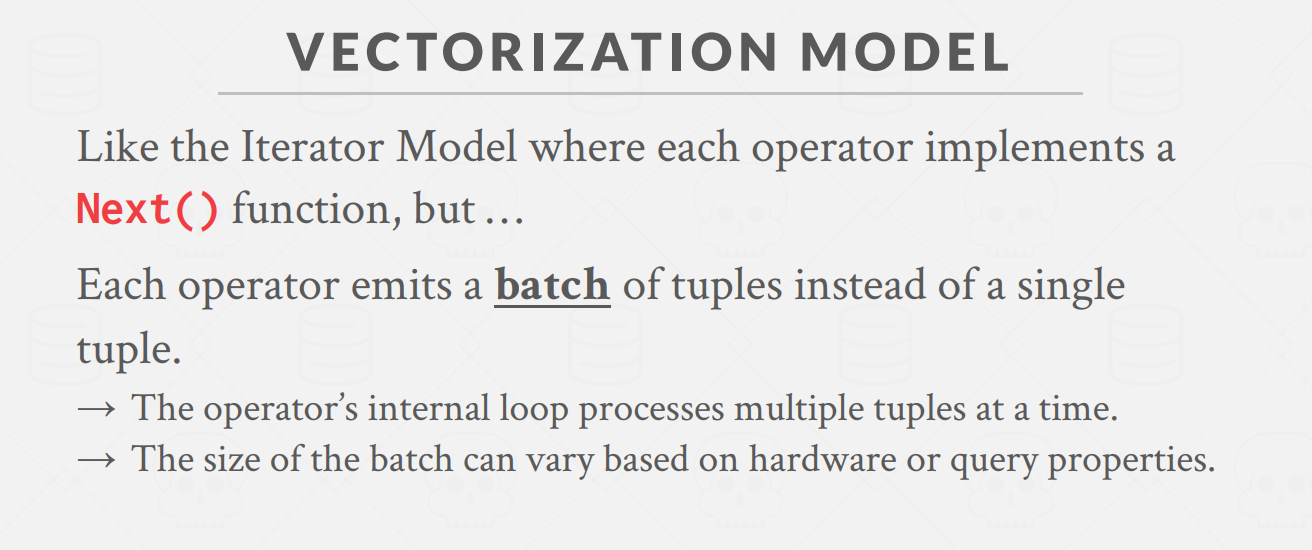 VECTORIZATION MODEL
Like the Iterator Model where each operator implements a
Next() function, but …
Each operator emits a batch of tuples instead of a single
tuple.
→ The operator’s internal loop processes multiple tuples at a time.
→ The size of the batch can vary based on hardware or query properties.